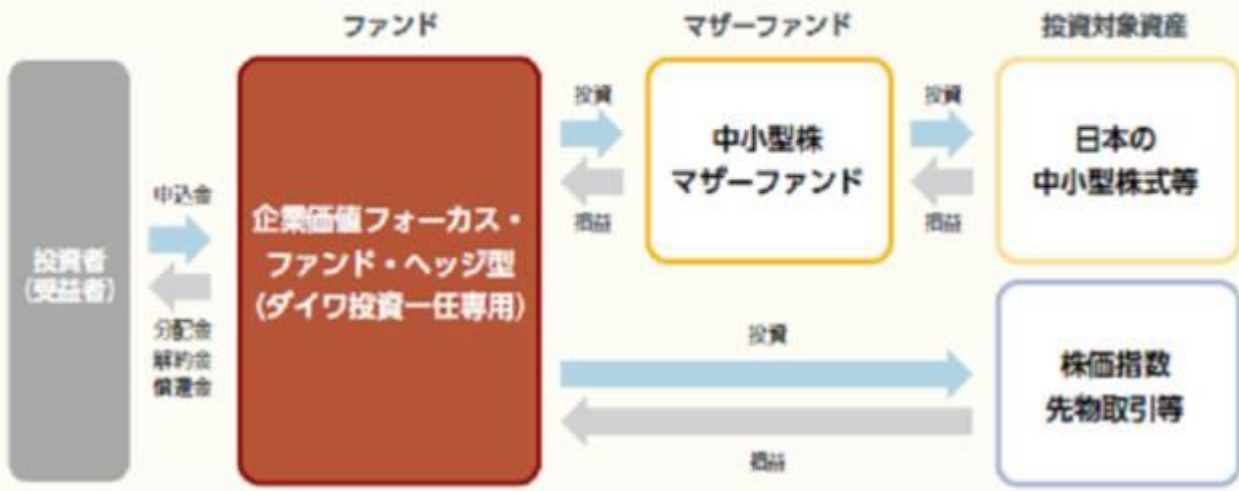 ファンド
マザーファンド
投資対象資産
投資者
(受益者)
申込金
分配金
解約金
償還金
企業価値フォーカス・
ファンド・ヘッジ型
(ダイワ投資一任専用)
投資
損益
中小型株
マザーファンド
投資
損益
日本の
中小型株式等
投資
損益
株価指数
先物取引等